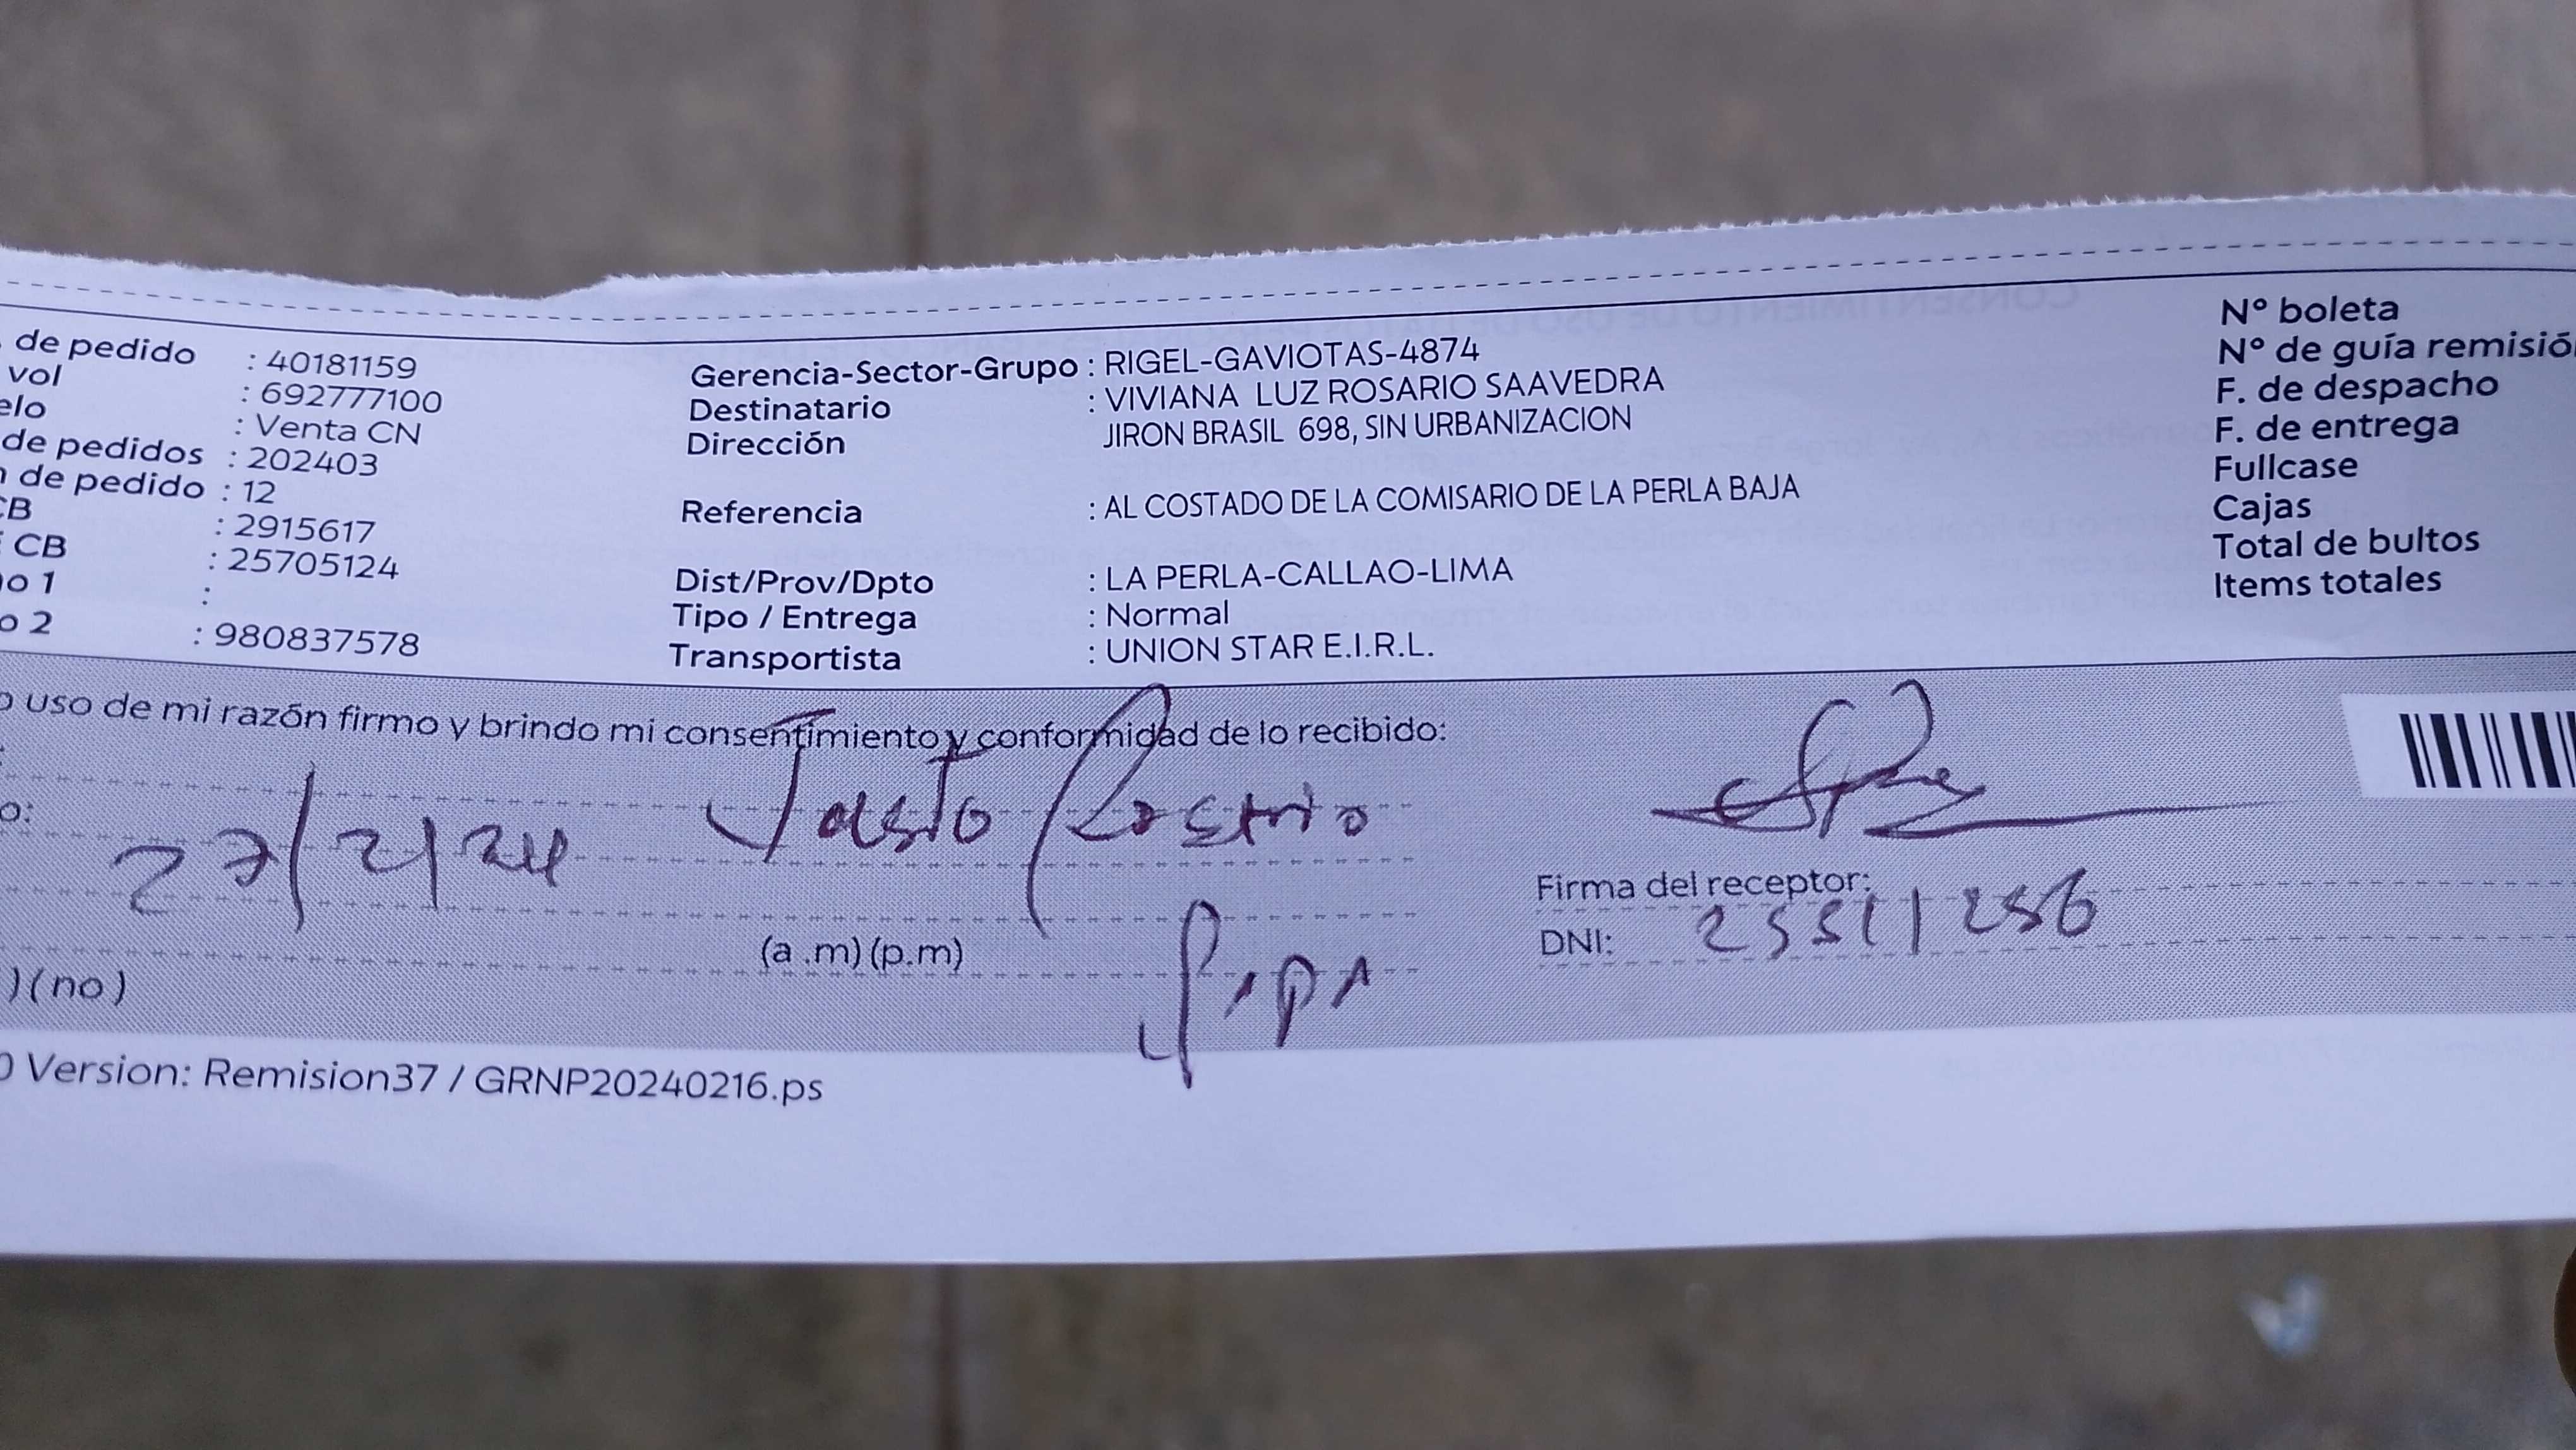 de pedido : 40181159
vol : 692777100
elo : Venta CN
de pedidos : 202403
n de pedido : 12
CB : 2915617
CB : 25705124
o 1 :
o 2 : 980837578
Gerencia-Sector-Grupo : RIGEL-GAVIOTAS-4874
Destinatario : VIVIANA LUZ ROSARIO SAAVEDRA
Dirección JIRON BRASIL 698, SIN URBANIZACION
Referencia : AL COSTADO DE LA COMISARIO DE LA PERLA BAJA
Dist/Prov/Dpto : LA PERLA-CALLAO-LIMA
Tipo / Entrega : Normal
Transportista : UNION STAR E.I.R.L.
Nº boleta
Nº de guía remisió
F. de despacho
F. de entrega
Fullcase
Cajas
Total de bultos
Items totales
o uso de mi razón firmo y brindo mi consentimiento y conformidad de lo recibido:
o:
27/2/24
Firma del receptor:
DNI:
(a .m) (p.m)
) (no)
Version: Remision37 / GRNP20240216.ps